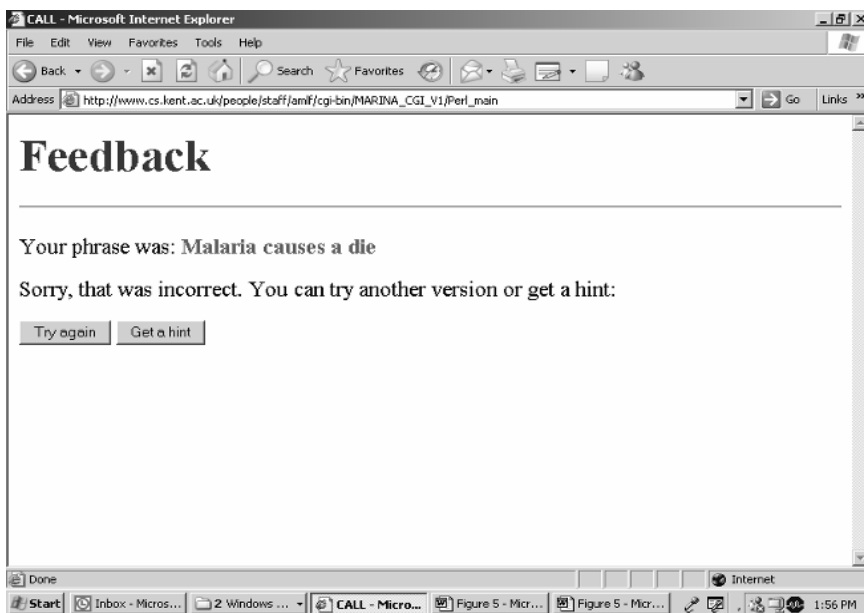 CALL - Microsoft Internet Explorer
File Edit View Favorites Tools Help
Back Search Favorites
Address http://www.cs.kent.ac.uk/people/staff/amlf/cgi-bin/MARINA_CGI_V1/Perl_main Go Links »
Feedback
Your phrase was: Malaria causes a die
Sorry, that was incorrect. You can try another version or get a hint:
Try again Get a hint
Done Internet
Start Inbox - Micros... 2 Windows ... CALL - Micro... Figure 5 - Micr... Figure 5 - Micr... 1:56 PM